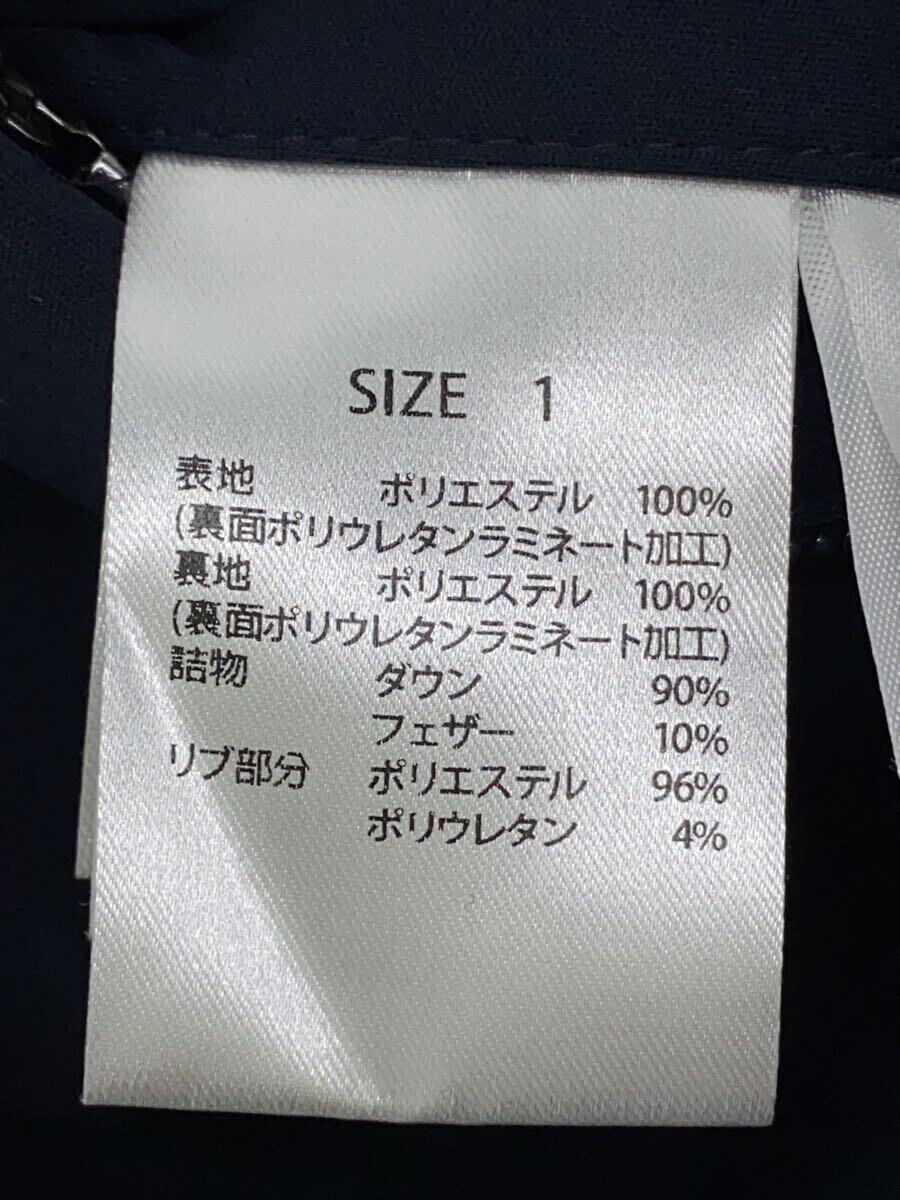 SIZE 1
表地 ポリエステル 100%
(裏面ポリウレタンラミネート加工)
裏地 ポリエステル 100%
(裏面ポリウレタンラミネート加工)
詰物 ダウン 90%
フェザー 10%
リブ部分 ポリエステル 96%
ポリウレタン 4%